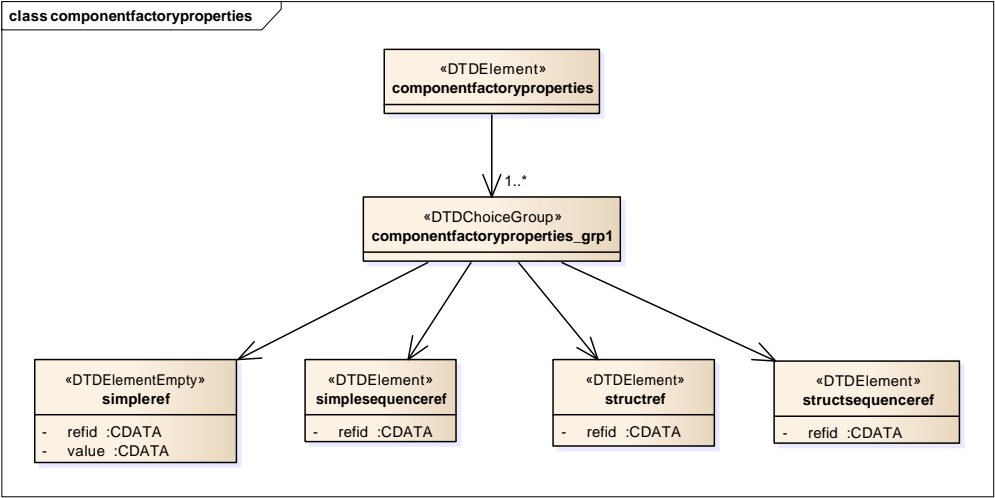 class componentfactoryproperties
«DTDElement»
componentfactoryproperties
1..*
«DTDChoiceGroup»
componentfactoryproperties_grp1
«DTDElementEmpty»
simpleref
- refid :CDATA
- value :CDATA
«DTDElement»
simplesequenceref
- refid :CDATA
«DTDElement»
structref
- refid :CDATA
«DTDElement»
structsequenceref
- refid :CDATA